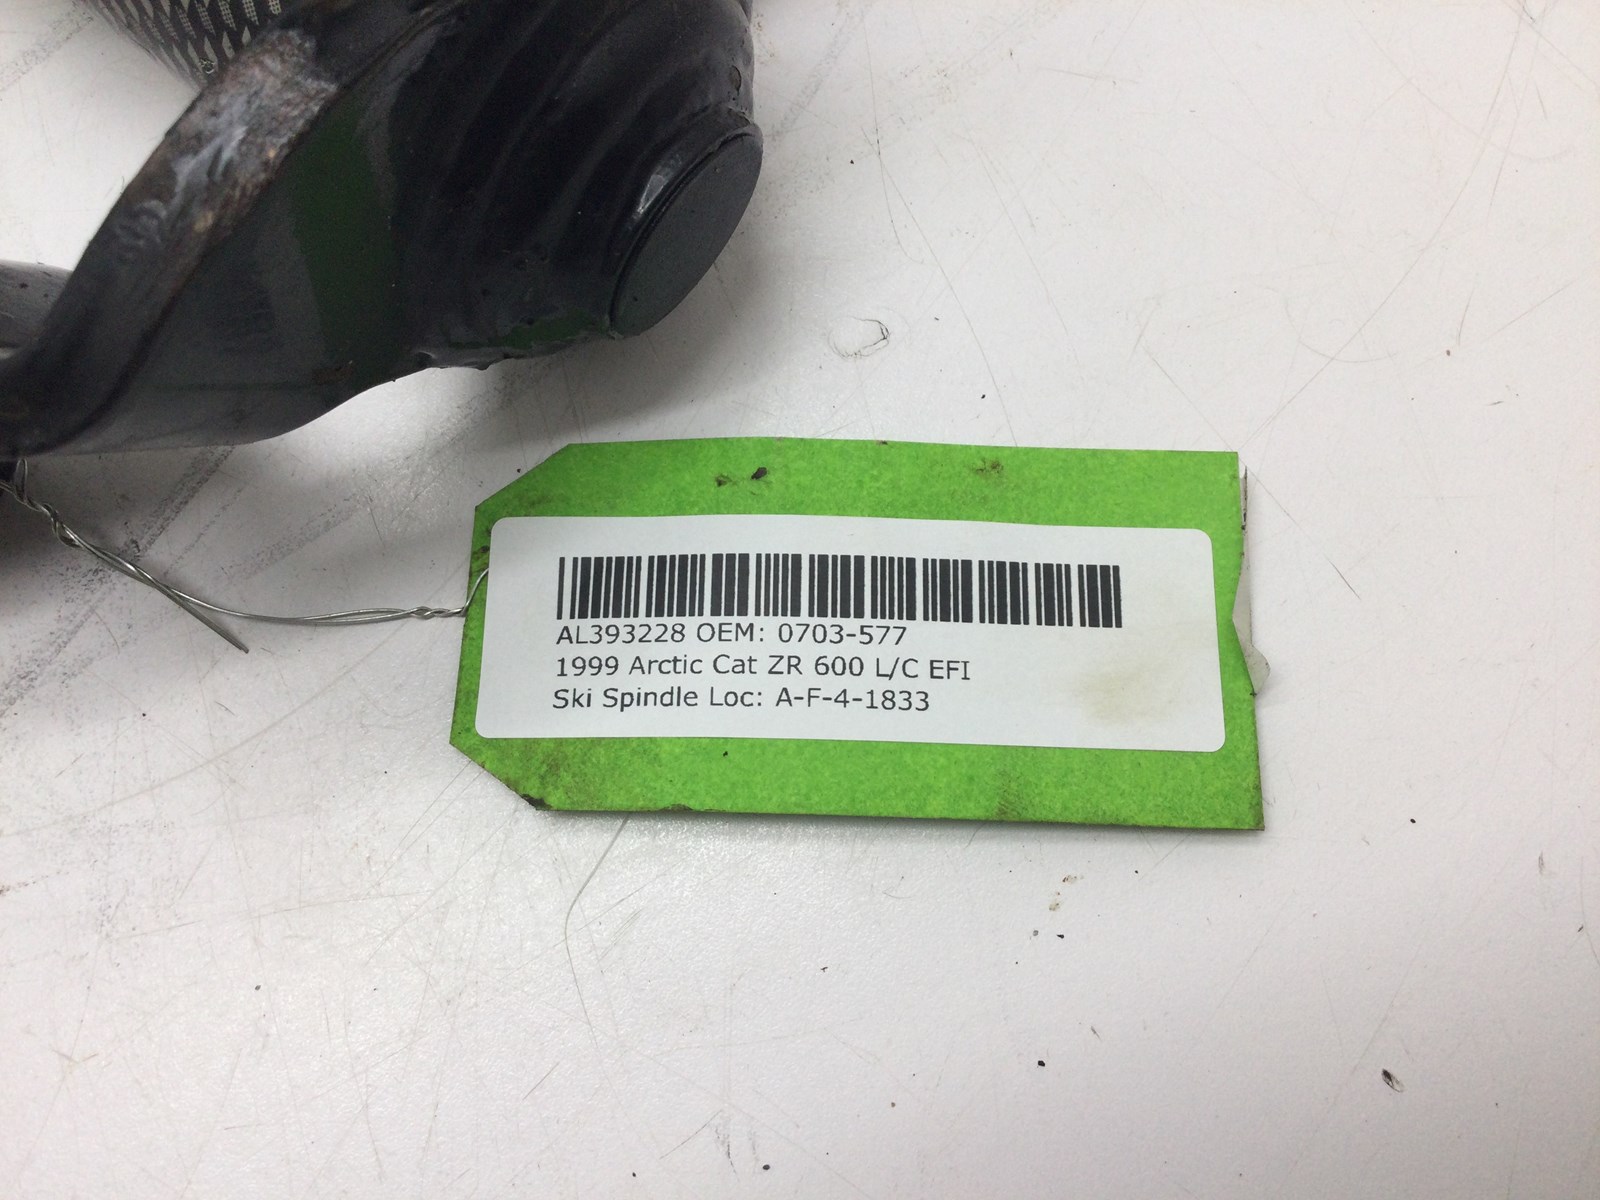 AL393228 OEM: 0703-577
1999 Arctic Cat ZR 600 L/C EFI
Ski Spindle Loc: A-F-4-1833